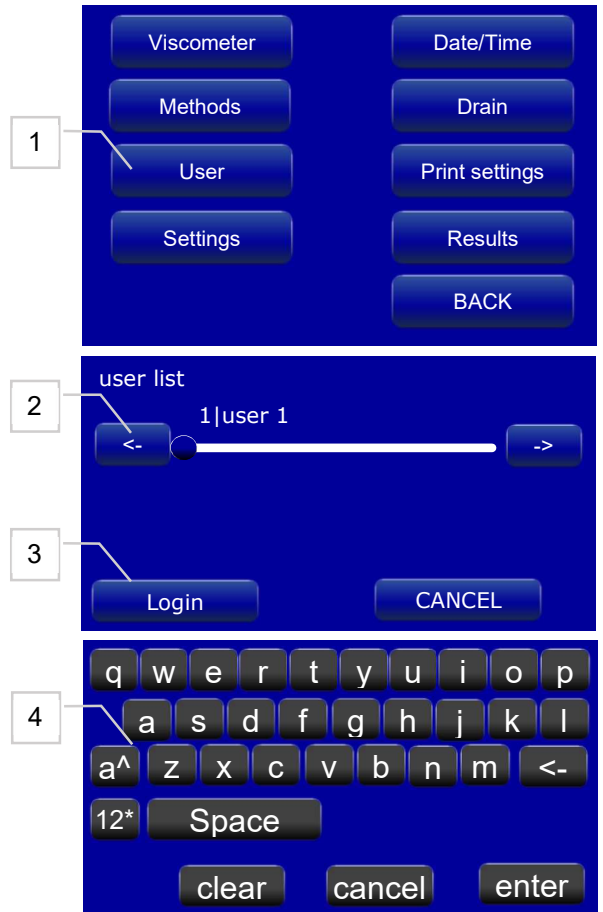 Viscometer Date/Time
Methods Drain
1
User Print settings
Settings Results
BACK
user list
2
1|user 1
<- ->
3
Login CANCEL
q w e r t y u i o p
4
a s d f g h j k l
a^ z x c v b n m <-
12* Space
clear cancel enter